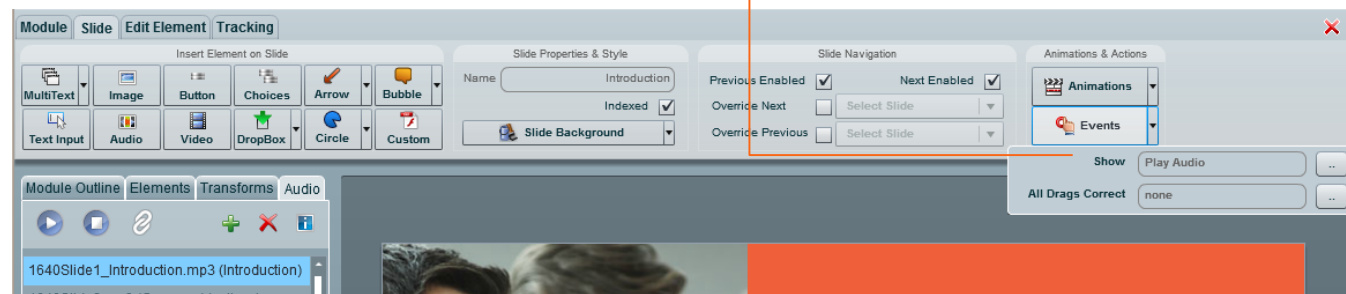 Module Slide Edit Element Tracking
Insert Element on Slide
MultiText Image Button Choices Arrow Bubble
Text Input Audio Video DropBox Circle Custom
Slide Properties & Style
Name Introduction
Indexed
Slide Background
Slide Navigation
Previous Enabled Next Enabled
Override Next Select Slide
Override Previous Select Slide
Animations & Actions
Animations
Events
Show Play Audio ..
All Drags Correct none ..
Module Outline Elements Transforms Audio
1640Slide1_Introduction.mp3 (Introduction)